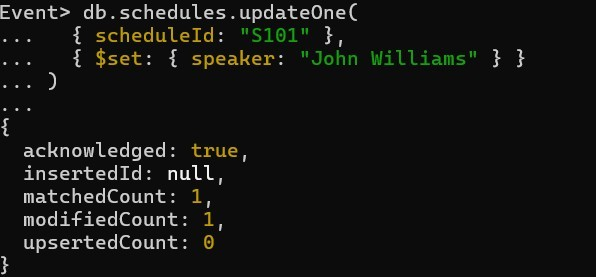 Event> db.schedules.updateOne(
...   { scheduleId: "S101" },
...   { $set: { speaker: "John Williams" } }
... )
...
{
  acknowledged: true,
  insertedId: null,
  matchedCount: 1,
  modifiedCount: 1,
  upsertedCount: 0
}